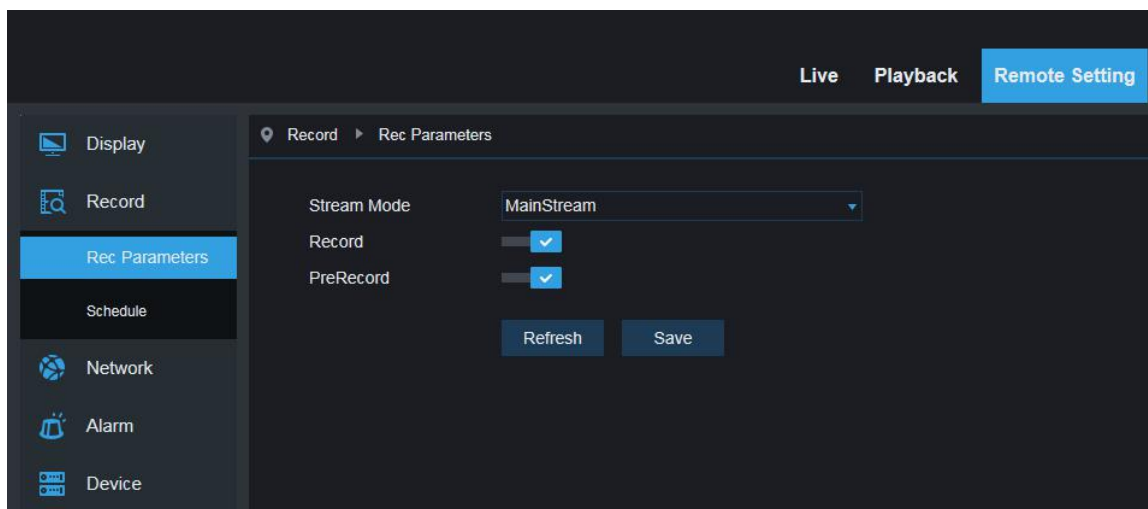 Live Playback Remote Setting
Display
Record
Rec Parameters
Schedule
Network
Alarm
Device
Record Rec Parameters
Stream Mode MainStream
Record
PreRecord
Refresh Save